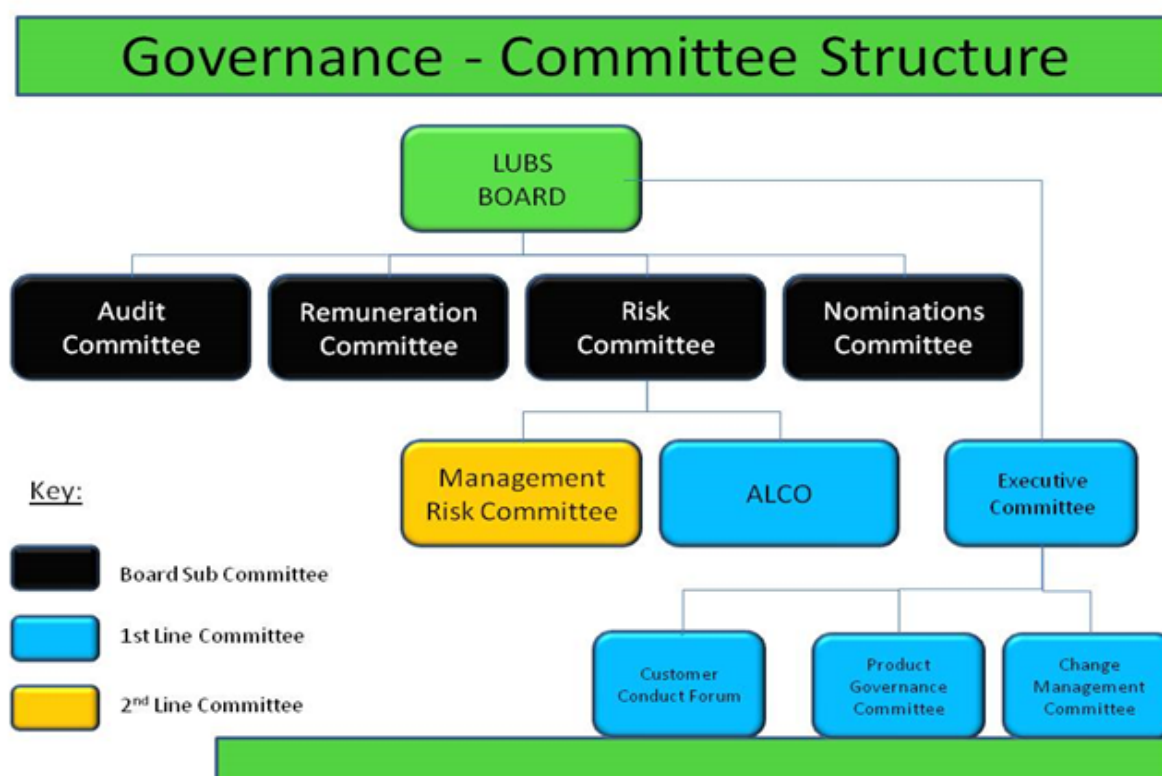 Governance - Committee Structure
LUBS
BOARD
Audit
Committee
Remuneration
Committee
Risk
Committee
Nominations
Committee
Management
Risk Committee
ALCO
Executive
Committee
Key:
Board Sub Committee
1st Line Committee
2nd Line Committee
Customer
Conduct Forum
Product
Governance
Committee
Change
Management
Committee